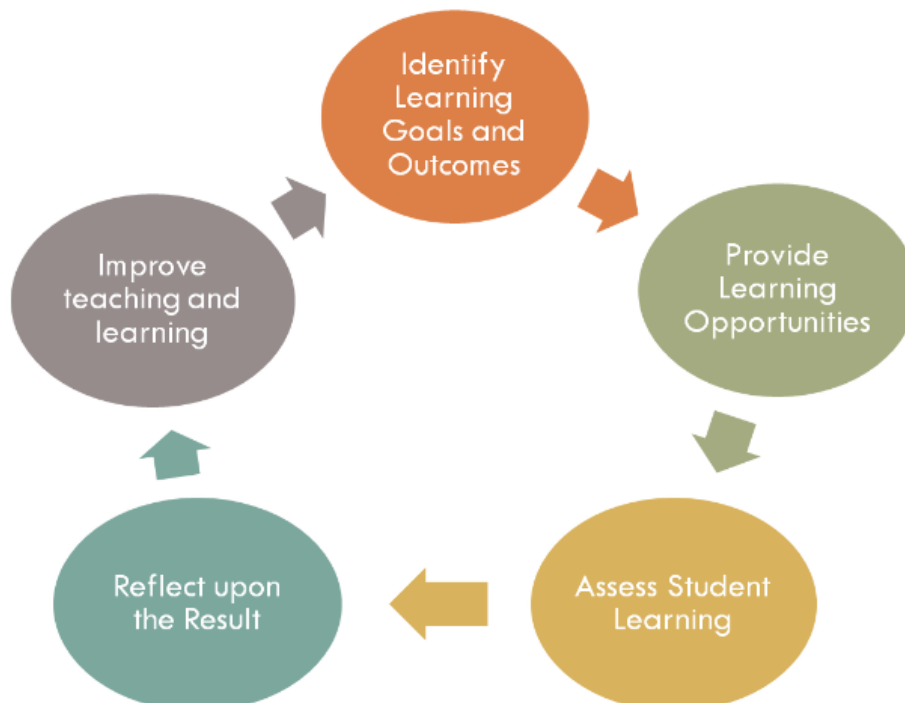 Identify
Learning
Goals and
Outcomes
Provide
Learning
Opportunities
Assess Student
Learning
Reflect upon
the Result
Improve
teaching and
learning